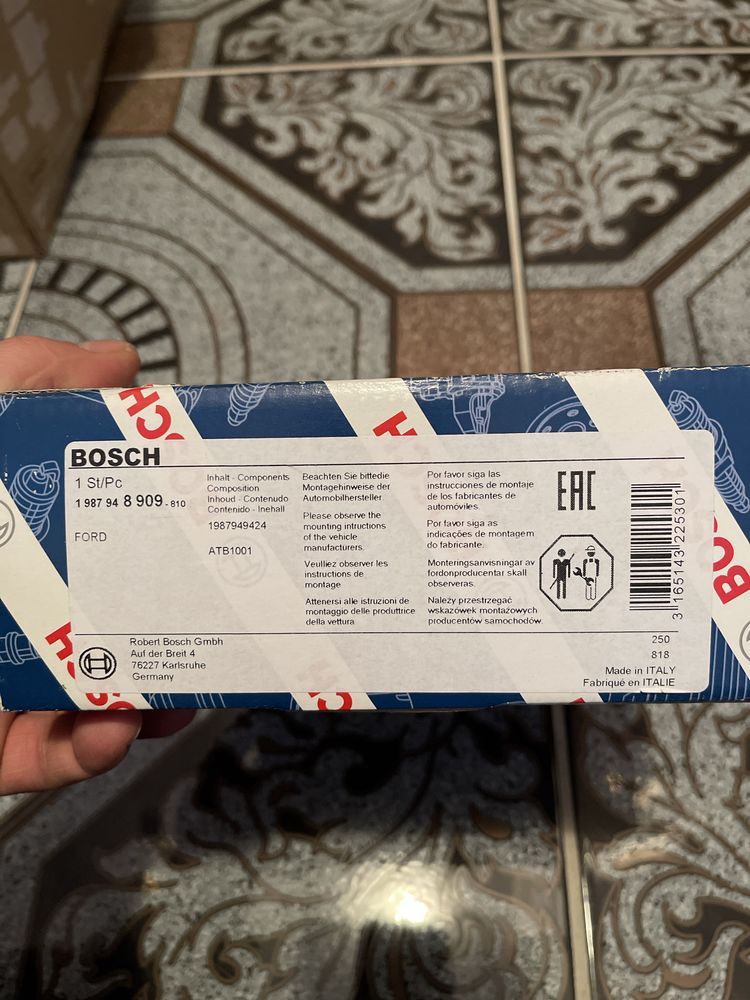 BOSCH
1 St/Pc
1 987 94 8 909 - 810
FORD
Inhalt - Components
Composition
Inhoud - Contenudo
Contenido - Inehall
1987949424
ATB1001
Beachten Sie bittedie
Montagehinweise der
Automobilhersteller
Please observe the
mounting intructions
of the vehicle
manufacturers.
Veulliez observer les
instructions de
montage
Attenersi alle istruzioni de
montaggio delle produttrice
della vettura
Por favor siga las
instrucciones de montaje
de los fabricantes de
automóviles.
Por favor siga as
indicações de montagem
do fabricante.
Monteringsanvisningar av
fordonproducentar skall
observeras.
Należy przestrzegać
wskazówek montażowych
producentów samochodów.
EAC
3 165143 225301
Robert Bosch Gmbh
Auf der Breit 4
76227 Karlsruhe
Germany
250
818
Made in ITALY
Fabriqué en ITALIE